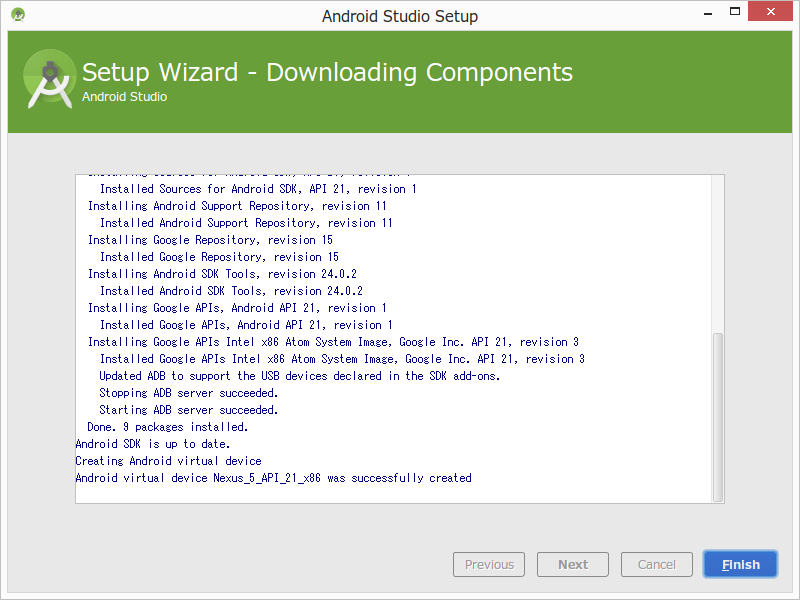 Android Studio Setup
Setup Wizard - Downloading Components
Android Studio
Installed Sources for Android SDK, API 21, revision 1
Installing Android Support Repository, revision 11
Installed Android Support Repository, revision 11
Installing Google Repository, revision 15
Installed Google Repository, revision 15
Installing Android SDK Tools, revision 24.0.2
Installed Android SDK Tools, revision 24.0.2
Installing Google APIs, Android API 21, revision 1
Installed Google APIs, Android API 21, revision 1
Installing Google APIs Intel x86 Atom System Image, Google Inc. API 21, revision 3
Installed Google APIs Intel x86 Atom System Image, Google Inc. API 21, revision 3
Updated ADB to support the USB devices declared in the SDK add-ons.
Stopping ADB server succeeded.
Starting ADB server succeeded.
Done. 9 packages installed.
Android SDK is up to date.
Creating Android virtual device
Android virtual device Nexus_5_API_21_x86 was successfully created
Previous
Next
Cancel
Finish